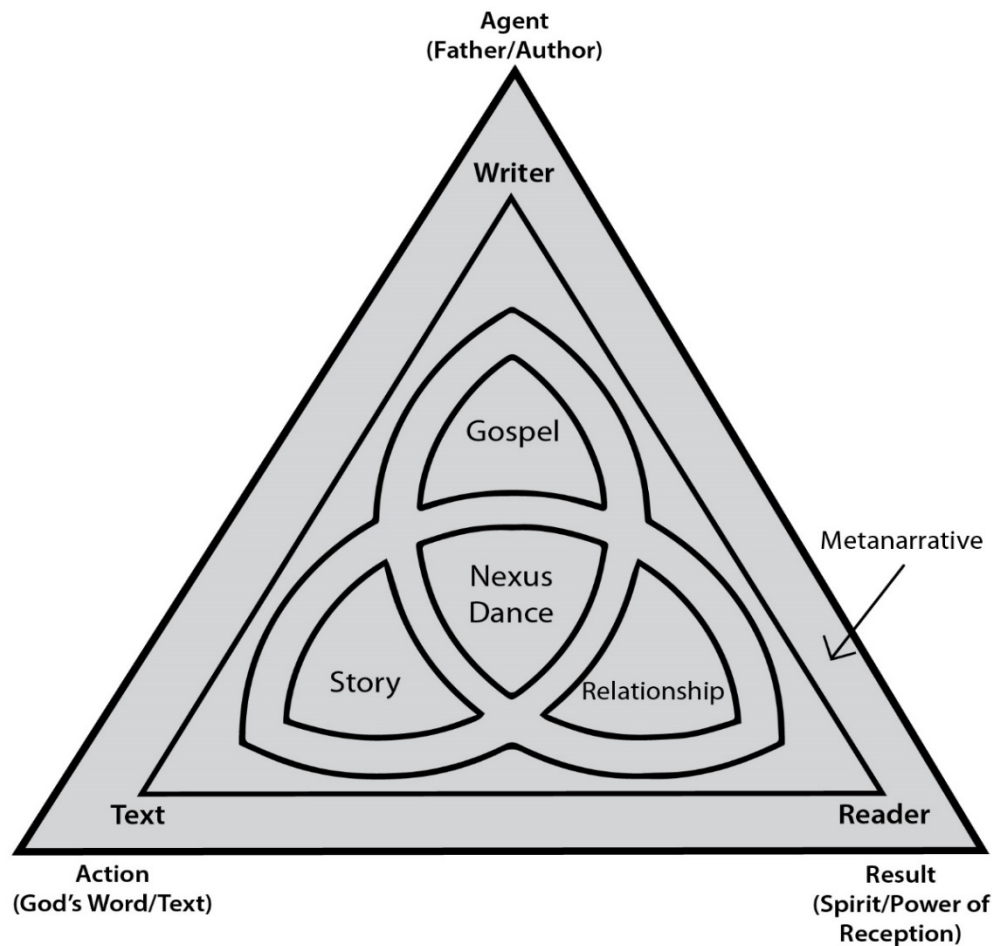 Agent
(Father/Author)
Writer
Gospel
Metanarrative
Nexus
Dance
Story
Relationship
Text
Reader
Action
(God's Word/Text)
Result
(Spirit/Power of
Reception)